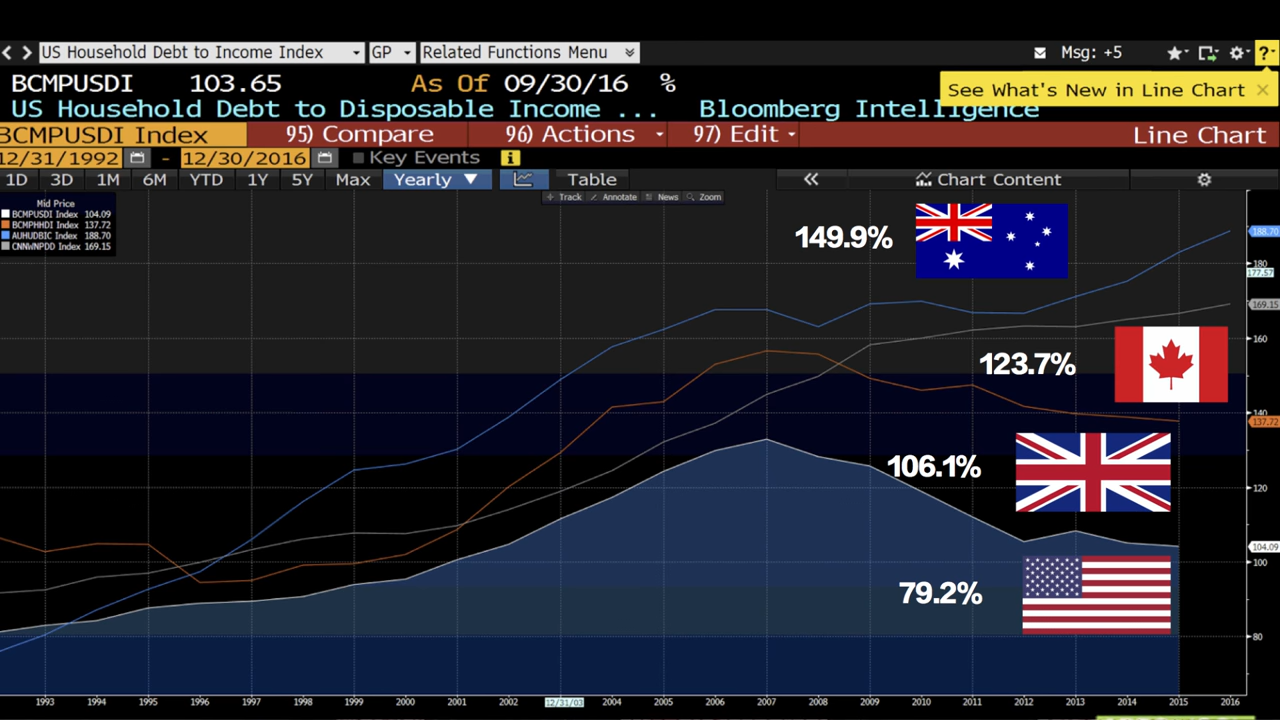 US Household Debt to Income Index GP Related Functions Menu Msg: +5 ?
BCMPUSDI 103.65 As Of 09/30/16 %
See What's New in Line Chart ×
US Household Debt to Disposable Income ... Bloomberg Intelligence
BCMPUSDI Index 95) Compare 96) Actions 97) Edit Line Chart
12/31/1992 - 12/30/2016 Key Events i
1D 3D 1M 6M YTD 1Y 5Y Max Yearly ▼ Table « Chart Content
+ Track Annotate News Zoom
Mid Price
BCMPUSDI Index 104.09
BCMPHHDI Index 137.72
AUHUDBIC Index 188.70
CNNWNPDD Index 169.15
149.9%
188.70
180
177.57
169.15
160
123.7%
140
137.72
106.1%
120
104.09
100
79.2%
80
1993 1994 1995 1996 1997 1998 1999 2000 2001 2002 12/31/03 2004 2005 2006 2007 2008 2009 2010 2011 2012 2013 2014 2015 2016